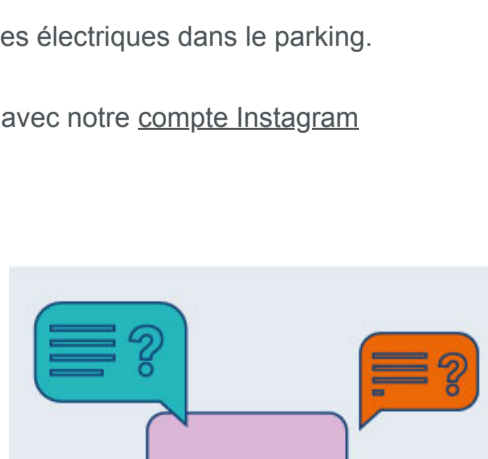 es électriques dans le parking.
avec notre compte Instagram
? ?